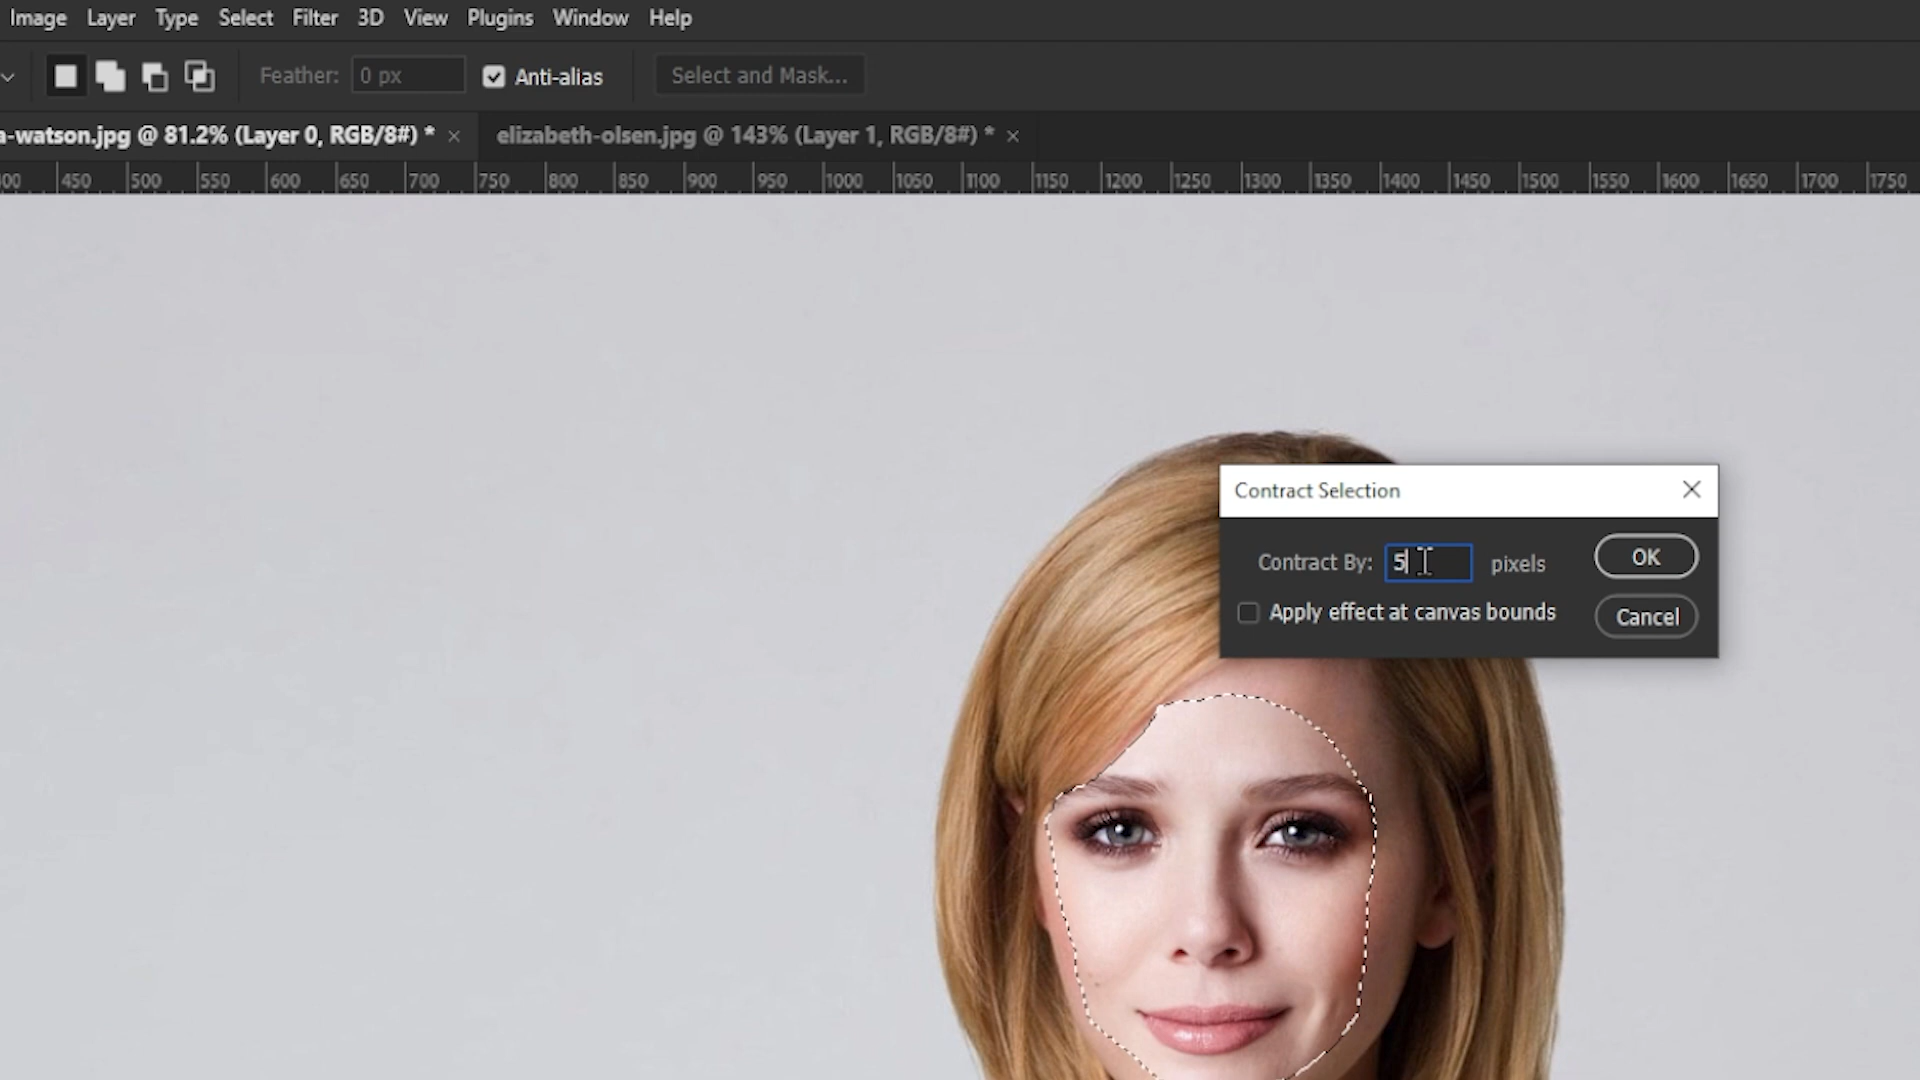 Image Layer Type Select Filter 3D View Plugins Window Help
Feather: 0 px Anti-alias Select and Mask...
a-watson.jpg @ 81.2% (Layer 0, RGB/8#) * × elizabeth-olsen.jpg @ 143% (Layer 1, RGB/8#) * ×
00 450 500 550 600 650 700 750 800 850 900 950 1000 1050 1100 1150 1200 1250 1300 1350 1400 1450 1500 1550 1600 1650 1700 1750
Contract Selection
Contract By: 5 pixels OK
Apply effect at canvas bounds Cancel